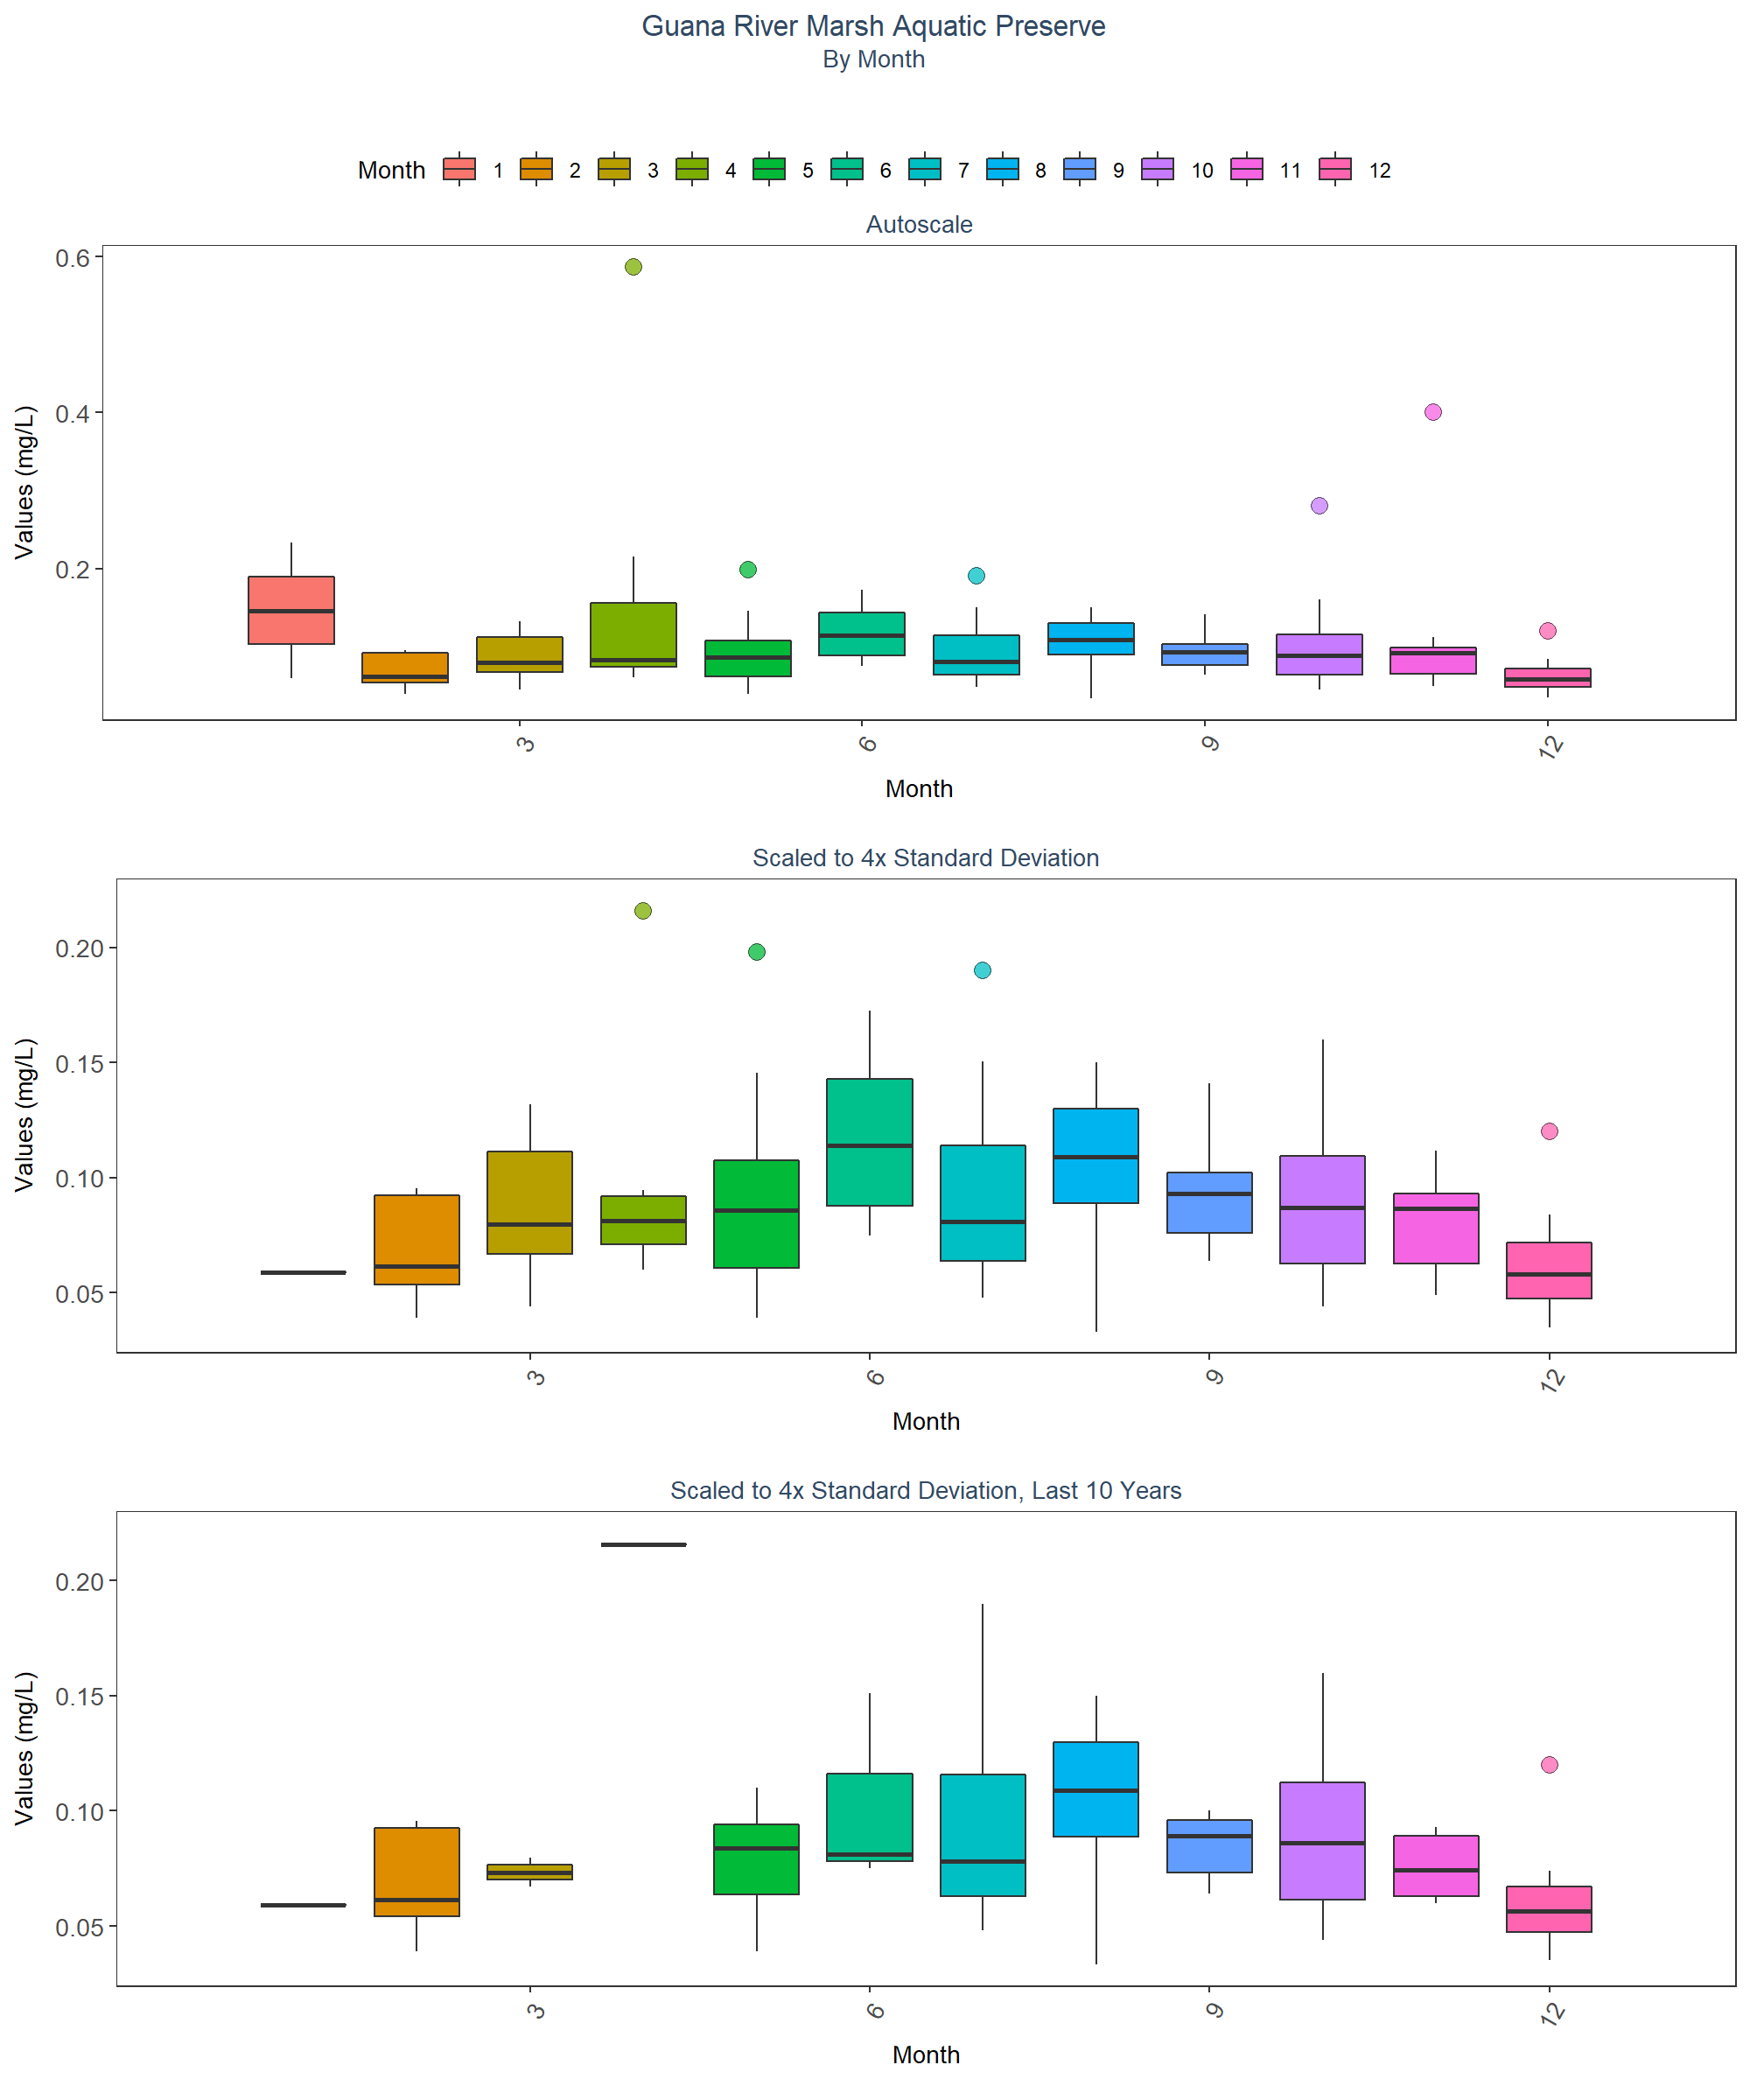 Guana River Marsh Aquatic Preserve
By Month
Month 1 2 3 4 5 6 7 8 9 10 11 12
Autoscale
Values (mg/L)
0.6
0.4
0.2
3 6 9 12
Month
Scaled to 4x Standard Deviation
Values (mg/L)
0.20
0.15
0.10
0.05
3 6 9 12
Month
Scaled to 4x Standard Deviation, Last 10 Years
Values (mg/L)
0.20
0.15
0.10
0.05
3 6 9 12
Month